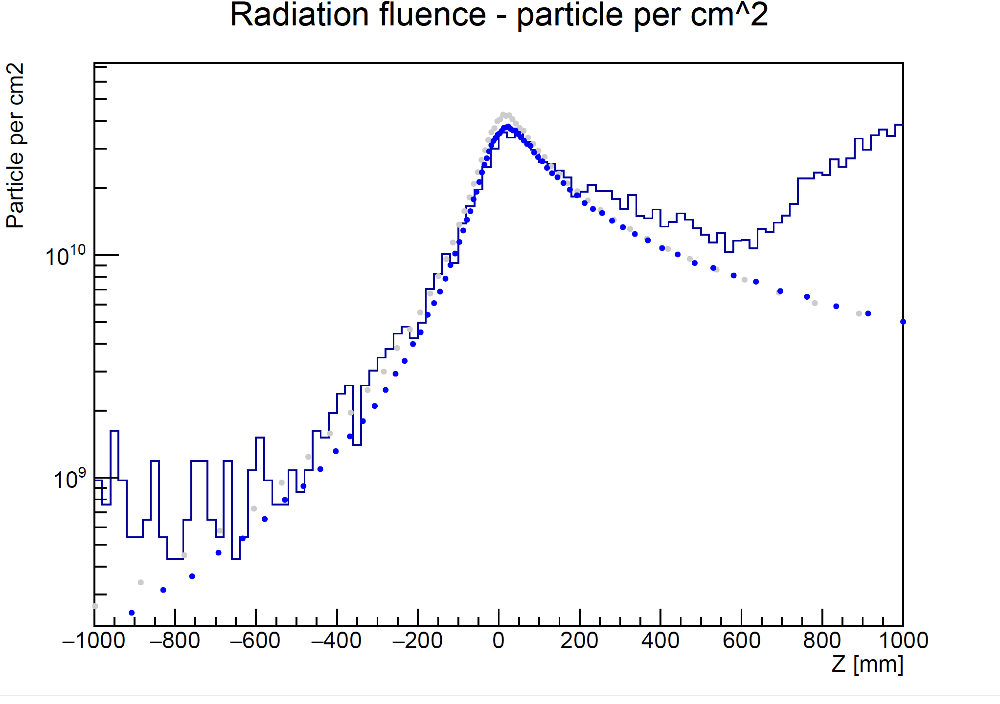 Radiation fluence - particle per cm^2
Particle per cm2
10^10
10^9
−1000 −800 −600 −400 −200 0 200 400 600 800 1000
Z [mm]